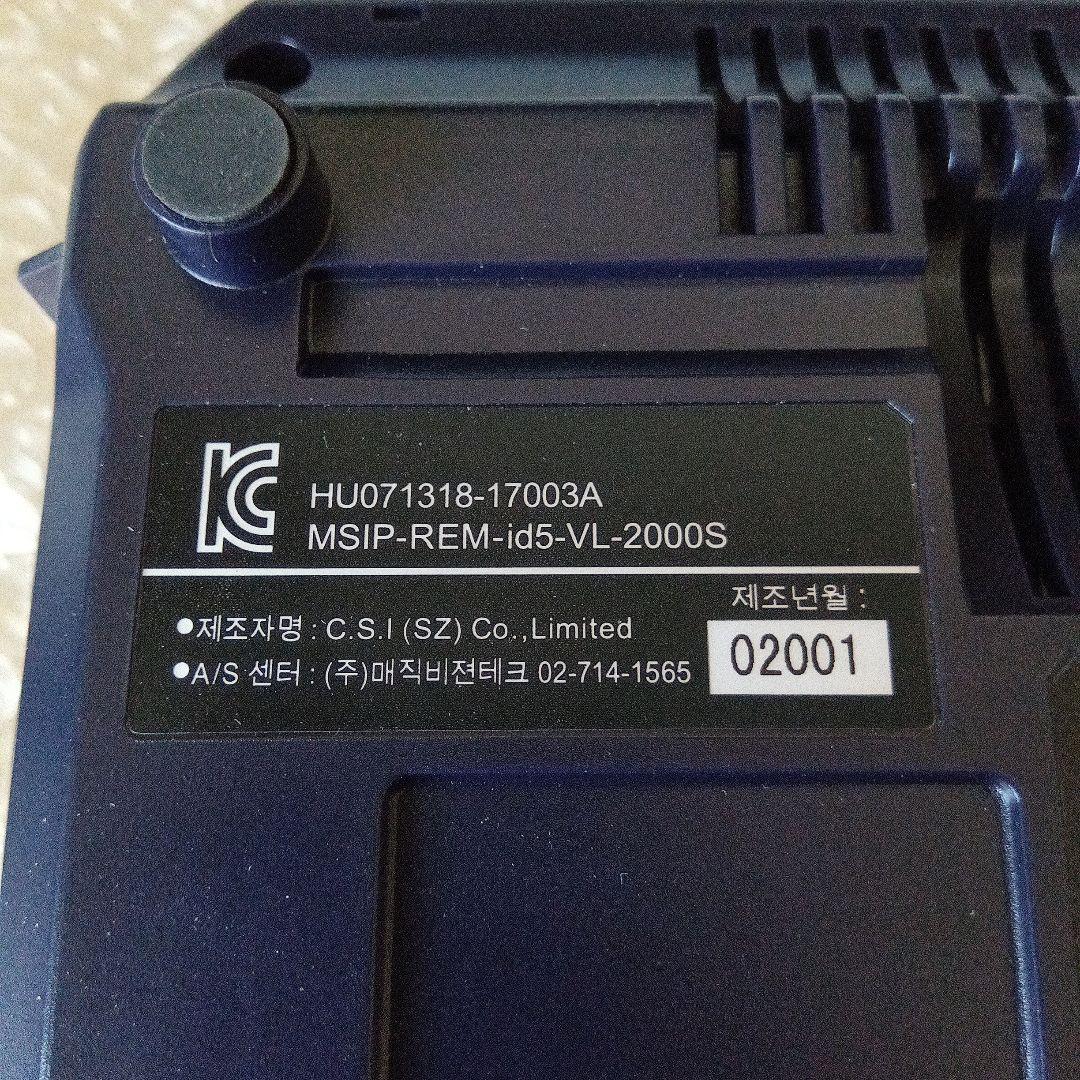 KC
HU071318-17003A
MSIP-REM-id5-VL-2000S
제조년월 :
●제조자명 : C.S.I (SZ) Co.,Limited
02001
●A/S 센터 : (주)매직비젼테크 02-714-1565